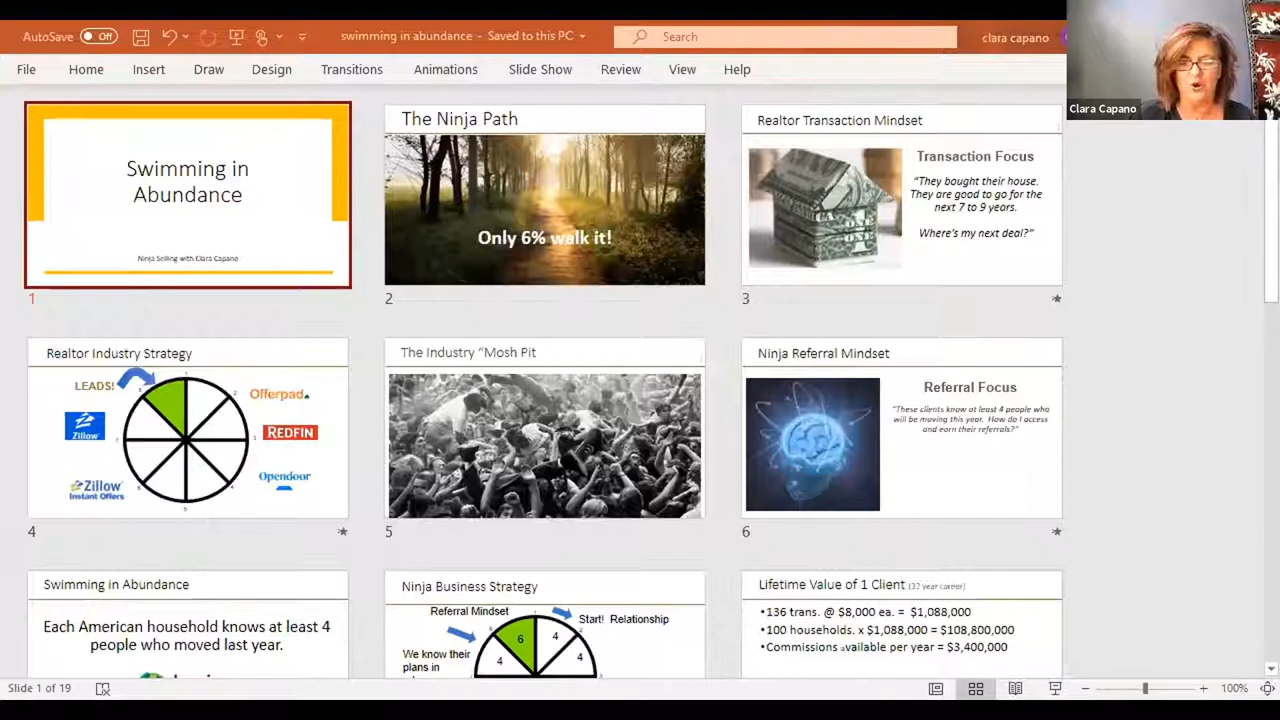 AutoSave Off swimming in abundance - Saved to this PC Search clara capano
File Home Insert Draw Design Transitions Animations Slide Show Review View Help
Clara Capano
Swimming in
Abundance
Ninja Selling with Clara Capano
1
The Ninja Path
Only 6% walk it!
2
Realtor Transaction Mindset
Transaction Focus
"They bought their house.
They are good to go for the
next 7 to 9 years.
Where's my next deal?"
3
Realtor Industry Strategy
LEADS!
Offerpad.
Zillow
REDFIN
Zillow
Instant Offers
Opendoor
4
The Industry "Mosh Pit
5
Ninja Referral Mindset
Referral Focus
"These clients know at least 4 people who
will be moving this year. How do I access
and earn their referrals?"
6
Swimming in Abundance
Each American household knows at least 4
people who moved last year.
Ninja Business Strategy
Referral Mindset
Start! Relationship
6
4
We know their
plans in
4
4
Lifetime Value of 1 Client (32 year career)
•136 trans. @ $8,000 ea. = $1,088,000
•100 households. x $1,088,000 = $108,800,000
•Commissions available per year = $3,400,000
Slide 1 of 19
100%